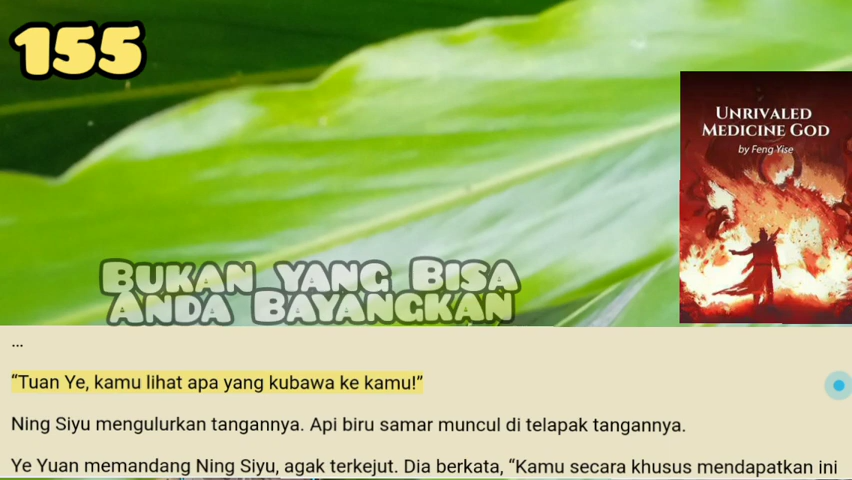 155
UNRIVALED
MEDICINE GOD
by Feng Yise
BUKAN YANG BISA
ANDA BAYANGKAN
...
“Tuan Ye, kamu lihat apa yang kubawa ke kamu!”
Ning Siyu mengulurkan tangannya. Api biru samar muncul di telapak tangannya.
Ye Yuan memandang Ning Siyu, agak terkejut. Dia berkata, “Kamu secara khusus mendapatkan ini